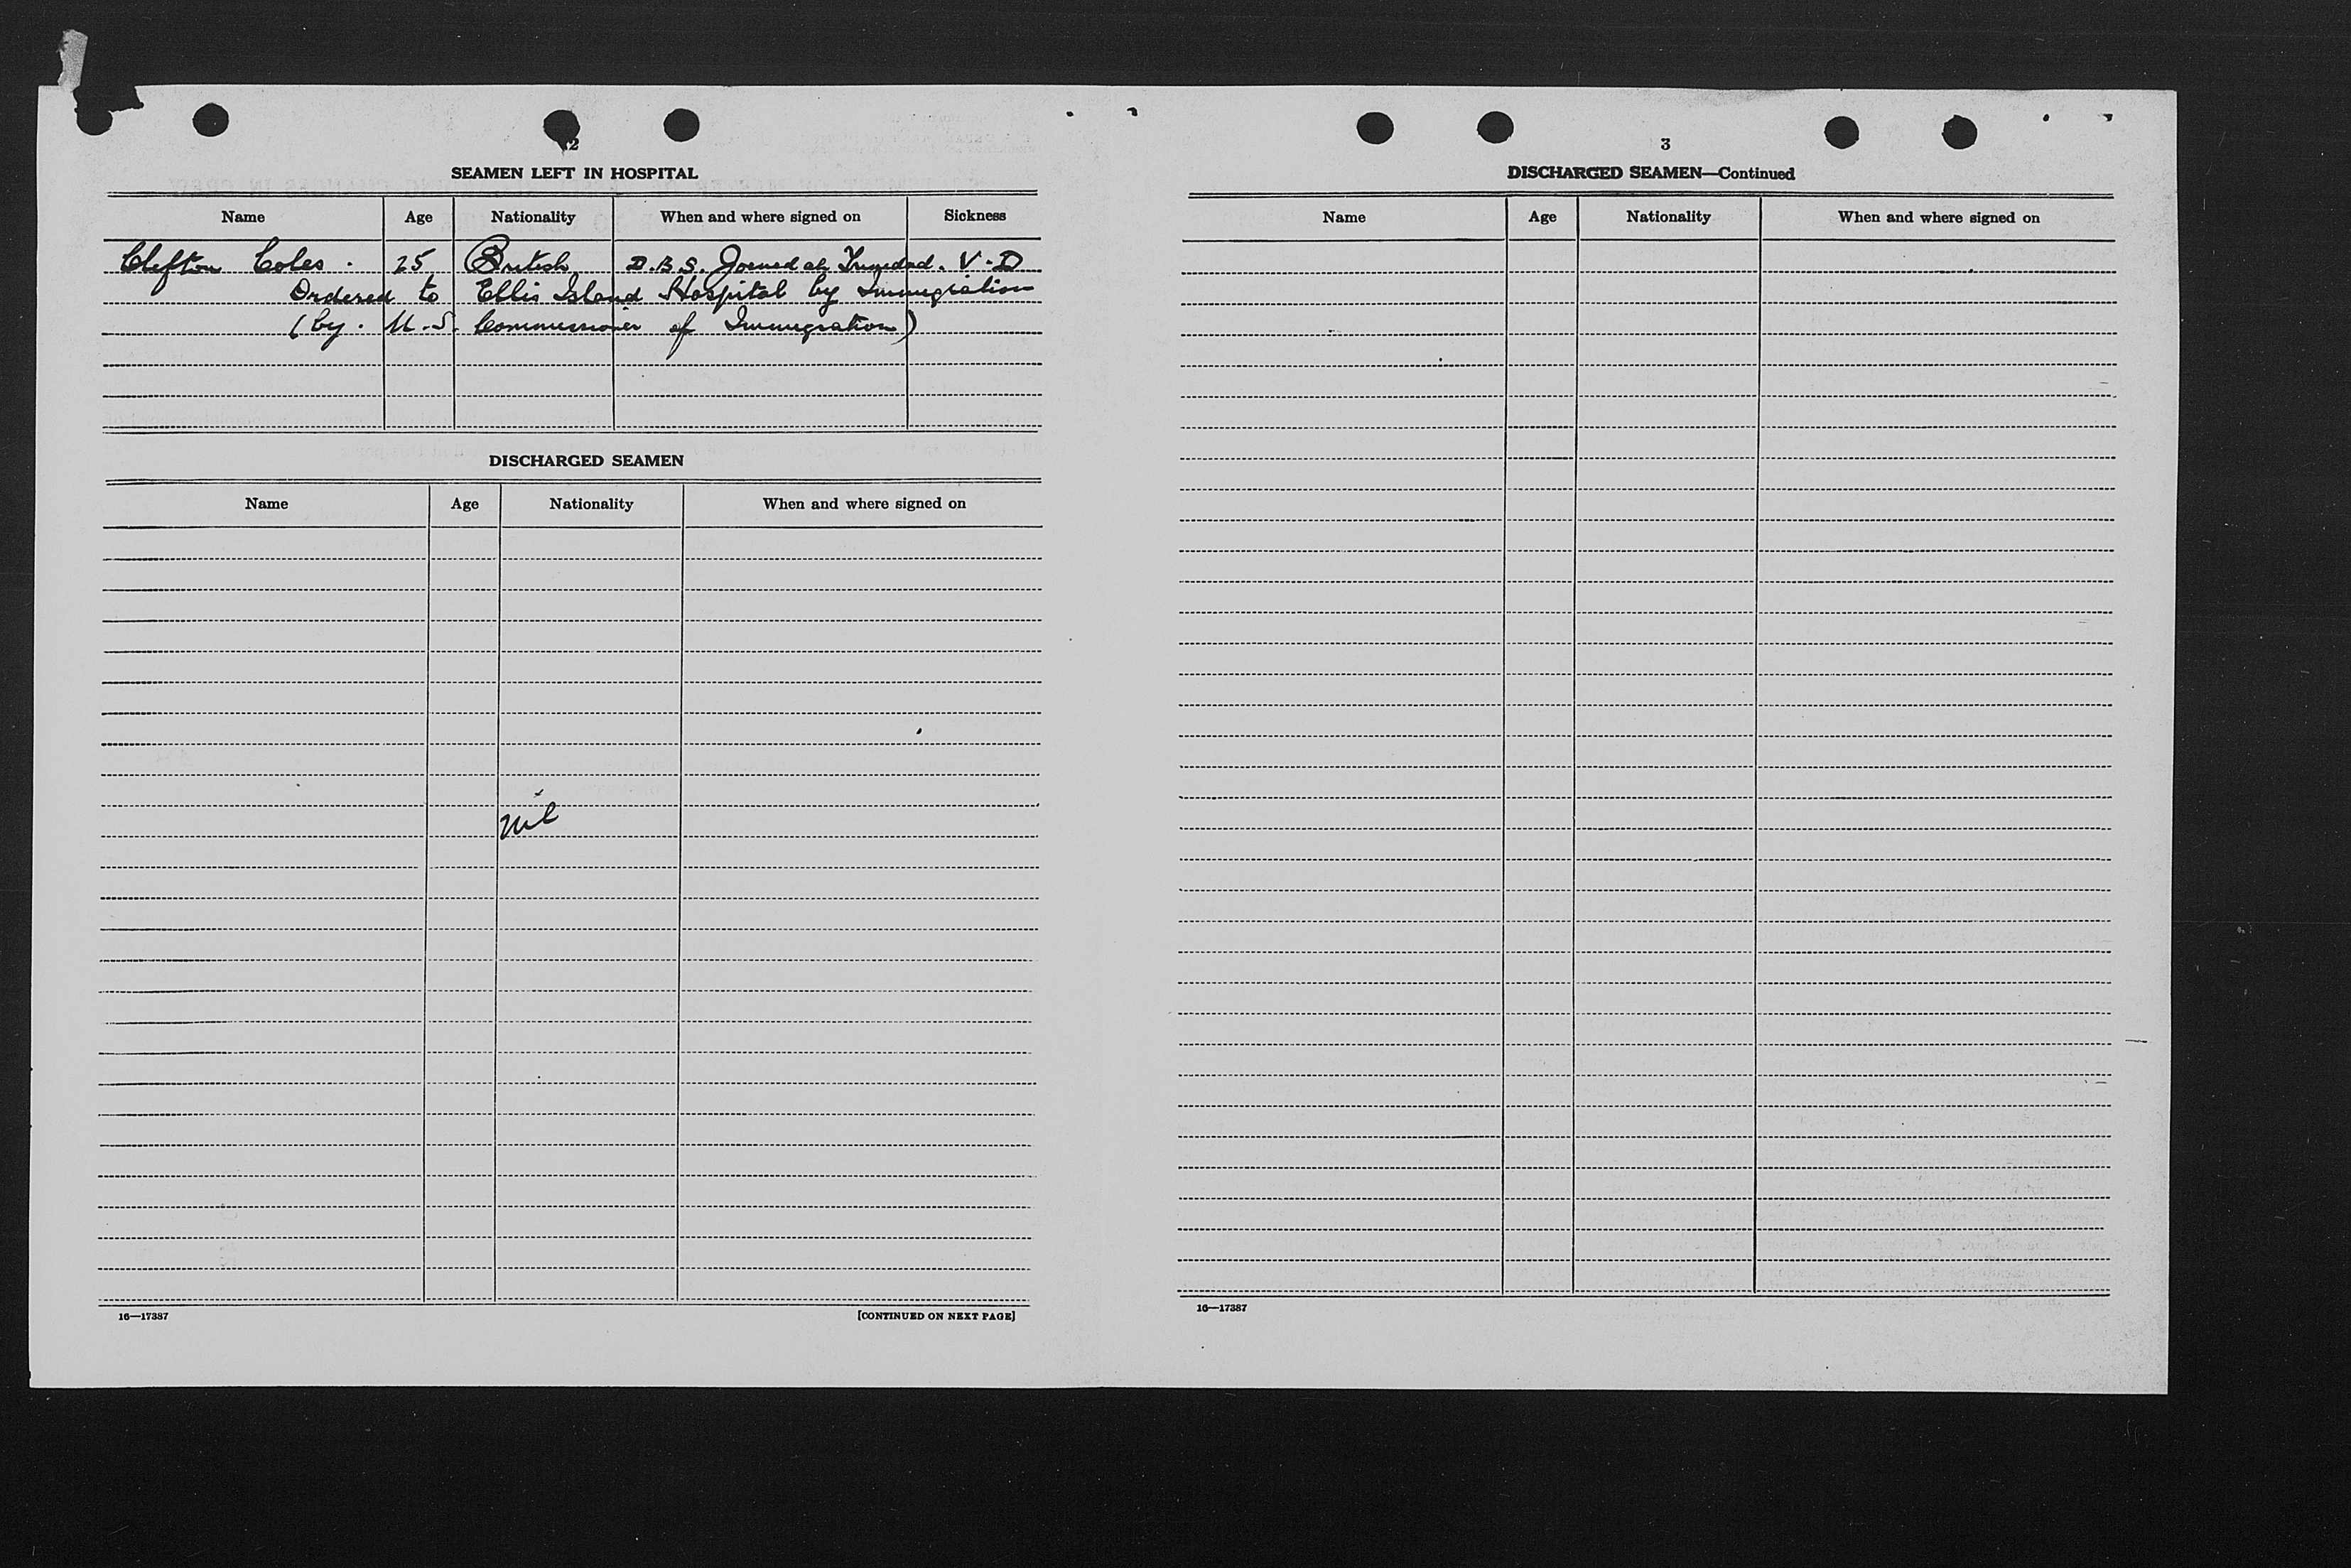 2
SEAMEN LEFT IN HOSPITAL
Name Age Nationality When and where signed on Sickness
Clefton Coles. 25 British D.B.S. Joined at Trinidad. V.D
Ordered to Ellis Island Hospital by Immigration
(by. U.S. Commissioner of Immigration)
DISCHARGED SEAMEN
Name Age Nationality When and where signed on
Nil
16—17387 [CONTINUED ON NEXT PAGE]
3
DISCHARGED SEAMEN—Continued
Name Age Nationality When and where signed on
16—17387